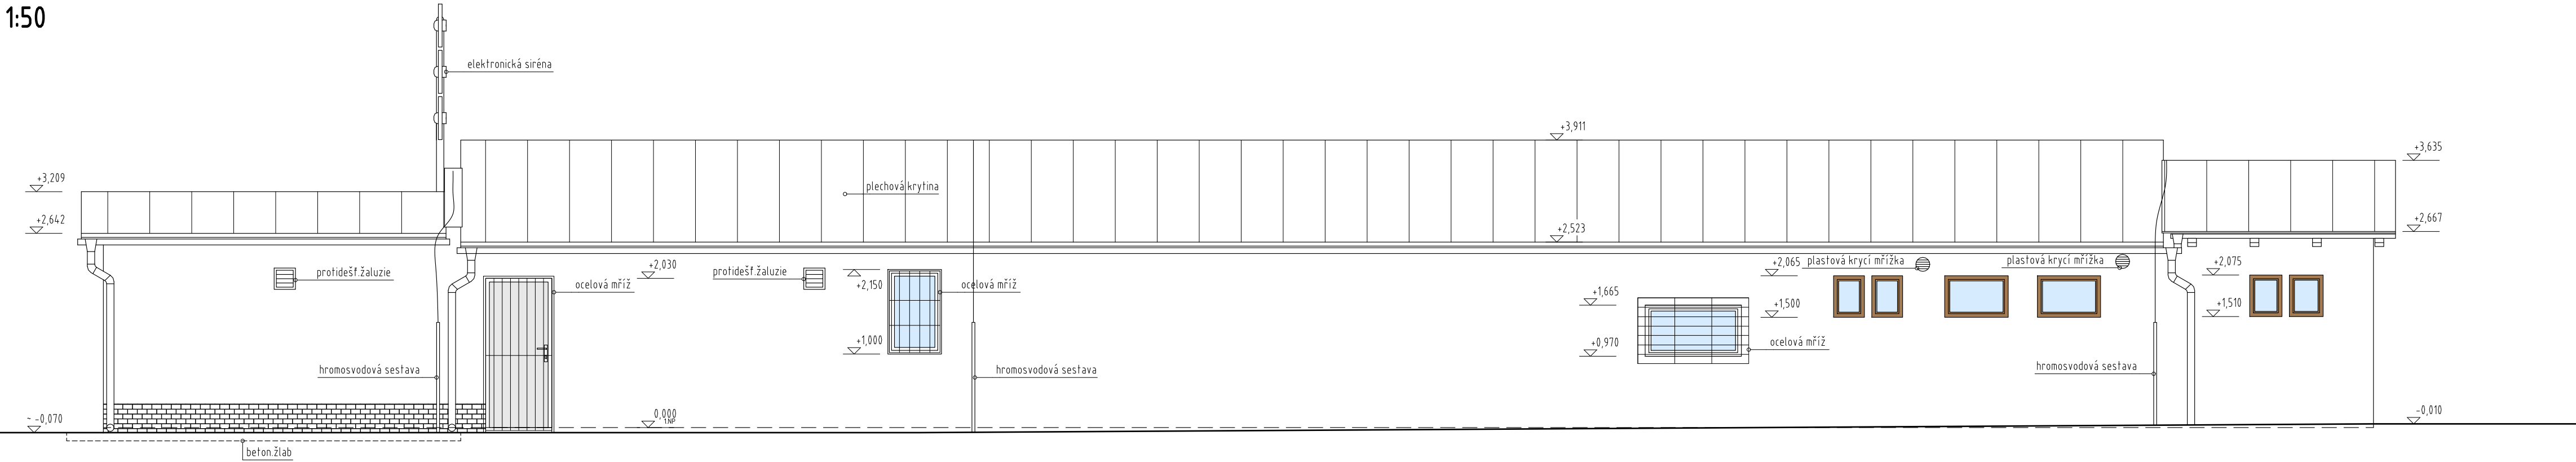 1:50
elektronická siréna
+3,911
+3,635
+3,209
plechová krytina
+2,642
+2,523
+2,667
protidešť.žaluzie
+2,030
protidešť.žaluzie
+2,065
plastová krycí mřížka
plastová krycí mřížka
+2,075
ocelová mříž
+2,150
ocelová mříž
+1,665
+1,500
+1,510
+1,000
+0,970
ocelová mříž
hromosvodová sestava
hromosvodová sestava
hromosvodová sestava
~ -0,070
0,000
1.NP
-0,010
beton.žlab